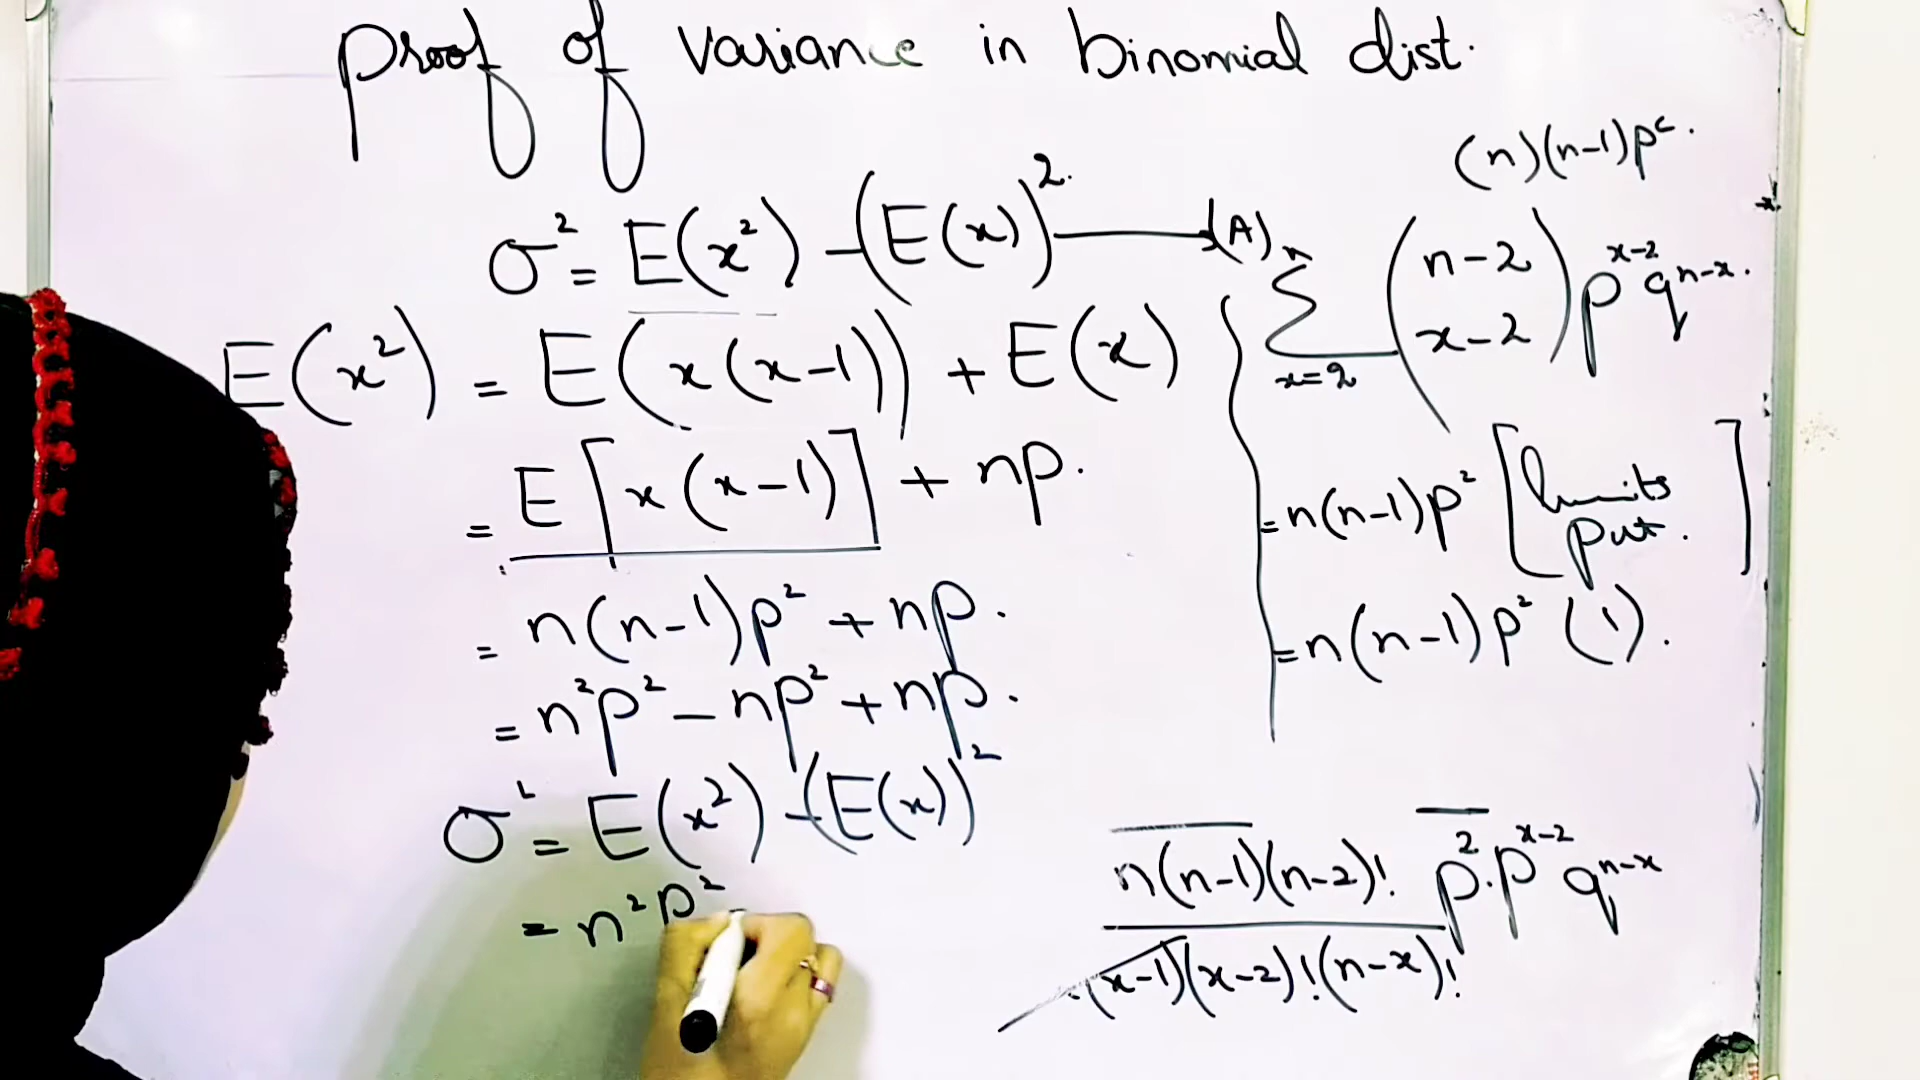 Proof of variance in binomial dist.
σ² = E(x²) - (E(x))². → (A)
E(x²) = E(x(x-1)) + E(x)
= E[x(x-1)] + np.
= n(n-1)p² + np.
= n²p² - np² + np.
σ² = E(x²) - (E(x))²
= n²p²
(n)(n-1)p².
n
Σ (n-2 x-2) p^(x-2) q^(n-x).
x=2
= n(n-1)p² [limits put.]
= n(n-1)p² (1).
n(n-1)(n-2)! p².p^(x-2) q^(n-x)
(x-1)(x-2)!(n-x)!